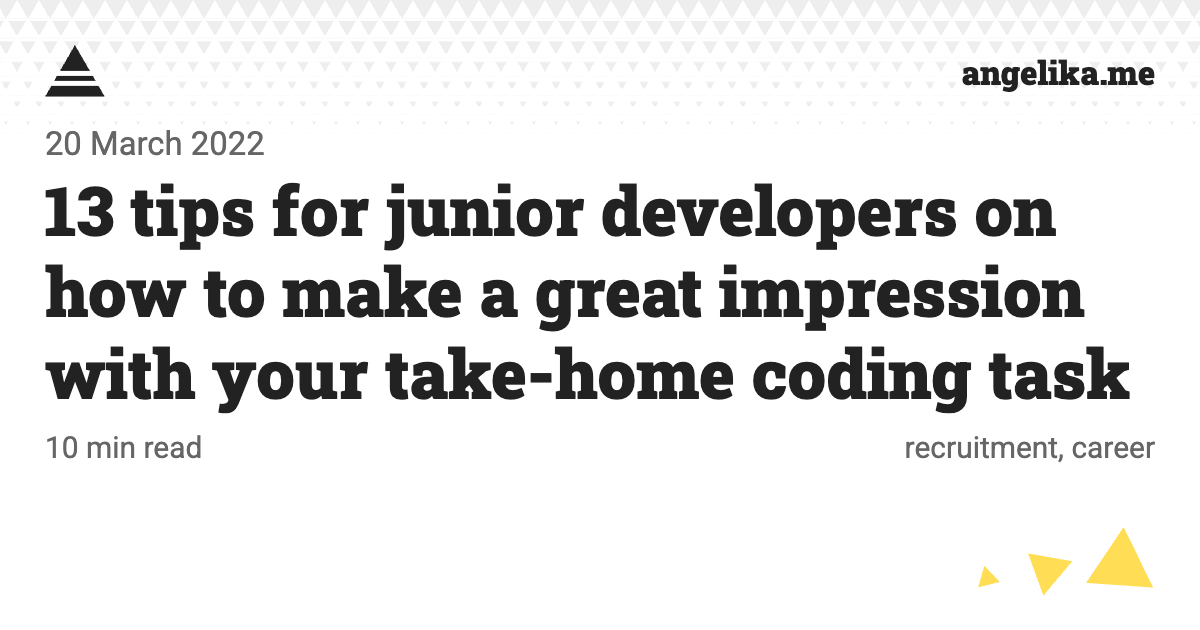 angelika.me
20 March 2022
13 tips for junior developers on
how to make a great impression
with your take-home coding task
10 min read
recruitment, career